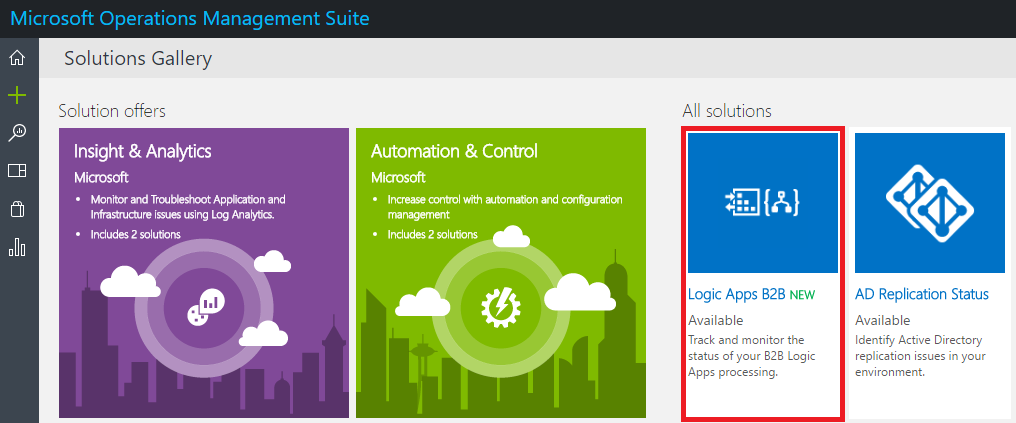 Microsoft Operations Management Suite
Solutions Gallery
Solution offers
Insight & Analytics
Microsoft
• Monitor and Troubleshoot Application and
Infrastructure issues using Log Analytics.
• Includes 2 solutions
Automation & Control
Microsoft
• Increase control with automation and configuration
management
• Includes 2 solutions
All solutions
Logic Apps B2B NEW
Available
Track and monitor the
status of your B2B Logic
Apps processing.
AD Replication Status
Available
Identify Active Directory
replication issues in your
environment.